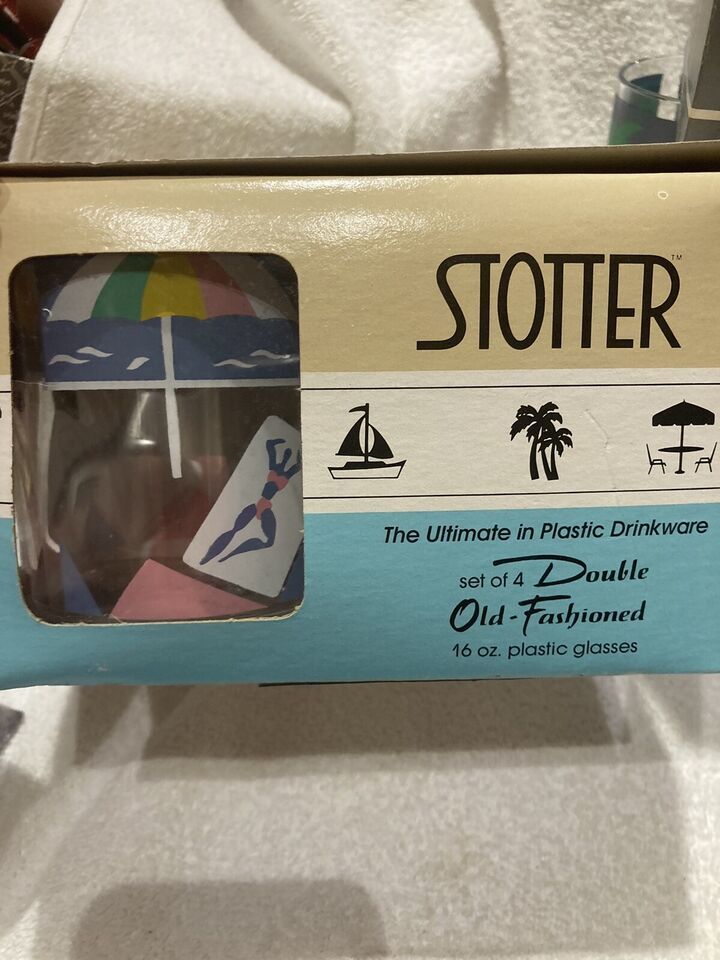 STOTTER™
The Ultimate in Plastic Drinkware
set of 4 Double
Old-Fashioned
16 oz. plastic glasses